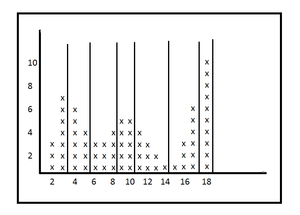 10
8
6
4
2
x
x x
x x x
x x x
x x x x x
x x x x x x x
x x x x x x x x x x x
x x x x x x x x x x x x x
x x x x x x x x x x x x x x x
2 4 6 8 10 12 14 16 18